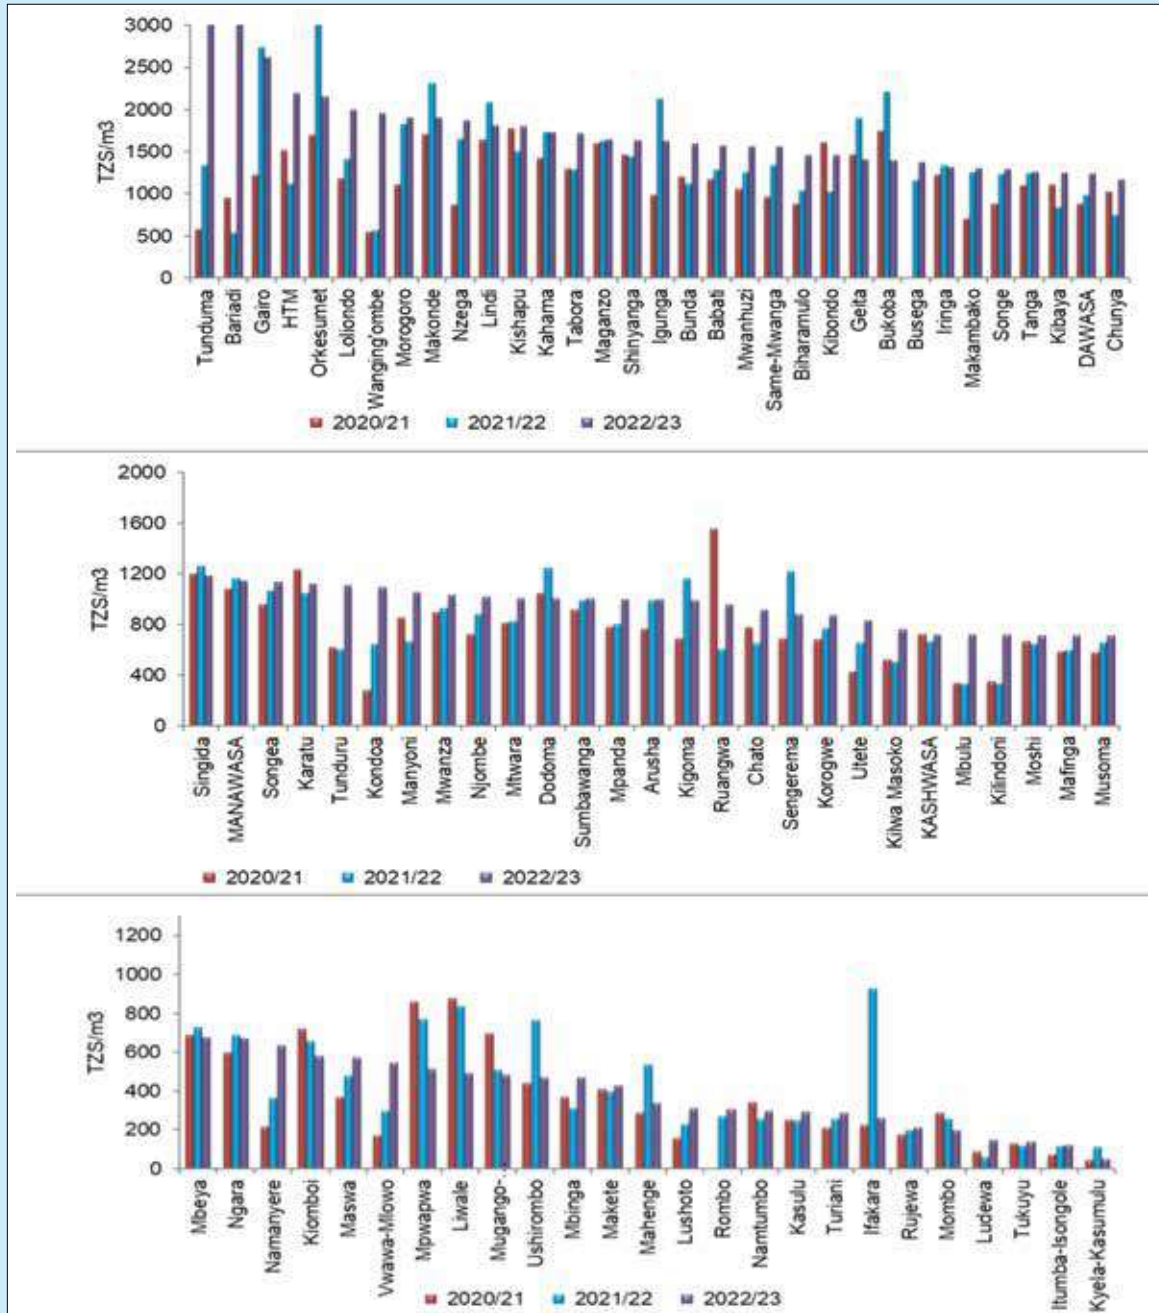 3000
2500
2000
1500
1000
500
0
TZS/m3
Tunduma
Bariadi
Gairo
HTM
Orkesumet
Loliondo
Wanging'ombe
Morogoro
Makonde
Nzega
Lindi
Kishapu
Kahama
Tabora
Maganzo
Shinyanga
Igunga
Bunda
Babati
Mwanhuzi
Same-Mwanga
Biharamulo
Kibondo
Geita
Bukoba
Busega
Iringa
Makambako
Songe
Tanga
Kibaya
DAWASA
Chunya
2020/21 2021/22 2022/23
2000
1600
1200
800
400
0
TZS/m3
Singida
MANAWASA
Songea
Karatu
Tunduru
Kondoa
Manyoni
Mwanza
Njombe
Mtwara
Dodoma
Sumbawanga
Mpanda
Arusha
Kigoma
Ruangwa
Chato
Sengerema
Korogwe
Utete
Kilwa Masoko
KASHWASA
Mbulu
Kilindoni
Moshi
Mafinga
Musoma
2020/21 2021/22 2022/23
1200
1000
800
600
400
200
0
TZS/m3
Mbeya
Ngara
Namanyere
Kiomboi
Maswa
Vwawa-Mlowo
Mpwapwa
Liwale
Mugango-...
Ushirombo
Mbinga
Makete
Mahenge
Lushoto
Rombo
Namtumbo
Kasulu
Turiani
Ifakara
Rujewa
Mombo
Ludewa
Tukuyu
Itumba-Isongole
Kyela-Kasumulu
2020/21 2021/22 2022/23